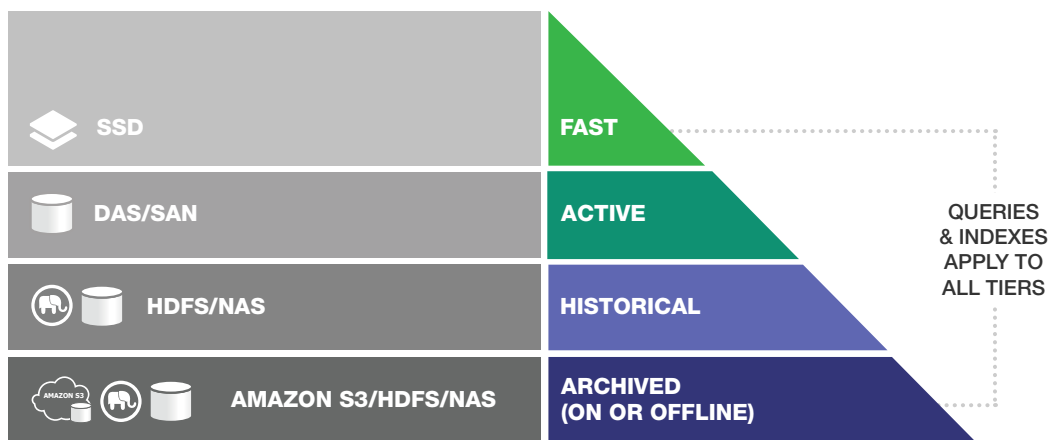 SSD
FAST
DAS/SAN
ACTIVE
QUERIES
& INDEXES
APPLY TO
ALL TIERS
HDFS/NAS
HISTORICAL
AMAZON S3
AMAZON S3/HDFS/NAS
ARCHIVED
(ON OR OFFLINE)